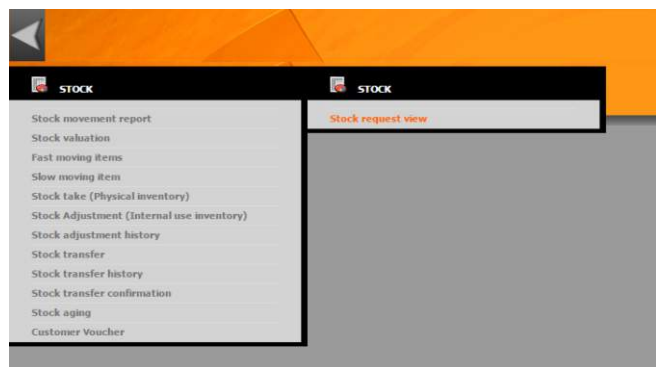 STOCK
Stock movement report
Stock valuation
Fast moving items
Slow moving item
Stock take (Physical inventory)
Stock Adjustment (Internal use inventory)
Stock adjustment history
Stock transfer
Stock transfer history
Stock transfer confirmation
Stock aging
Customer Voucher
STOCK
Stock request view